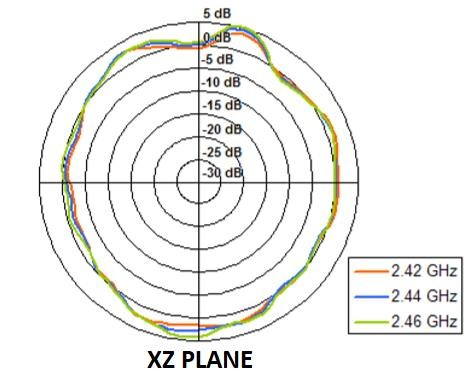 5 dB
0 dB
-5 dB
-10 dB
-15 dB
-20 dB
-25 dB
-30 dB
2.42 GHz
2.44 GHz
2.46 GHz
XZ PLANE